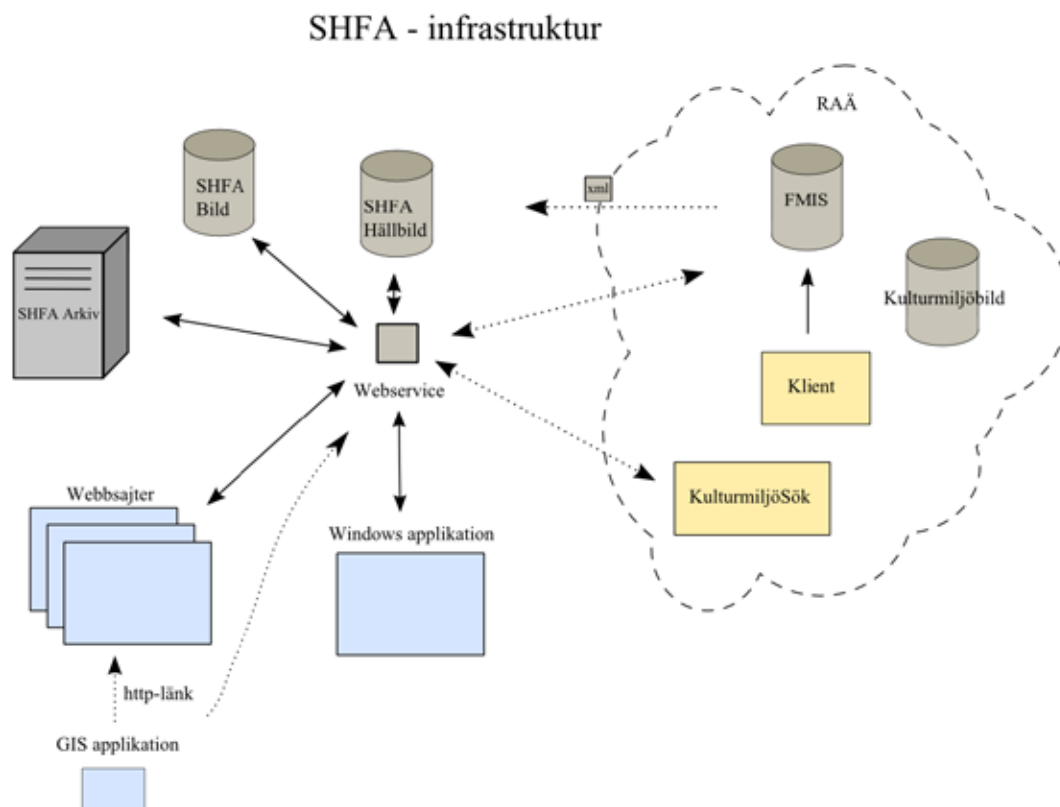 SHFA - infrastruktur
RAÄ
SHFA
Bild
SHFA
Hällbild
xml
FMIS
Kulturmiljöbild
SHFA Arkiv
Webservice
Klient
Webbsajter
Windows applikation
KulturmiljöSök
http-länk
GIS applikation